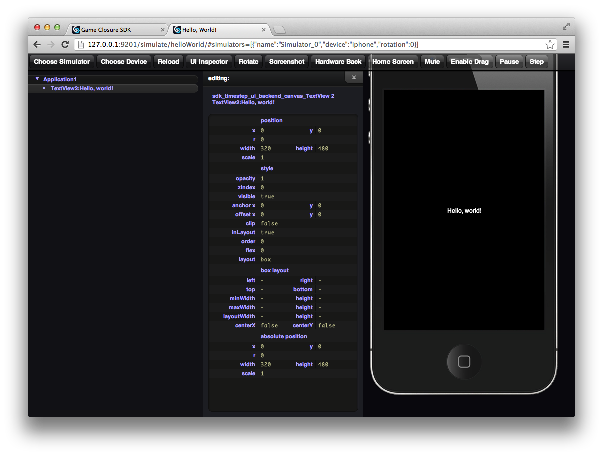 Game Closure SDK
Hello, World!
127.0.0.1:9201/simulate/helloWorld/#simulators=[{"name":"Simulator_0","device":"iphone","rotation":0}]
Choose Simulator Choose Device Reload UI Inspector Rotate Screenshot Hardware Back Home Screen Mute Enable Drag Pause Step
Application1
TextView2:Hello, world!
editing:
x
sdk_timestep_ui_backend_canvas_TextView 2
TextView2:Hello, world!
position
x 0 y 0
r 0
width 320 height 480
scale 1
style
opacity 1
zIndex 0
visible true
anchor x 0 y 0
offset x 0 y 0
clip false
inLayout true
order 0
flex 0
layout box
box layout
left - right -
top - bottom -
minWidth - height -
maxWidth - height -
layoutWidth - height -
centerX false centerY false
absolute position
x 0 y 0
r 0
width 320 height 480
scale 1
Hello, world!